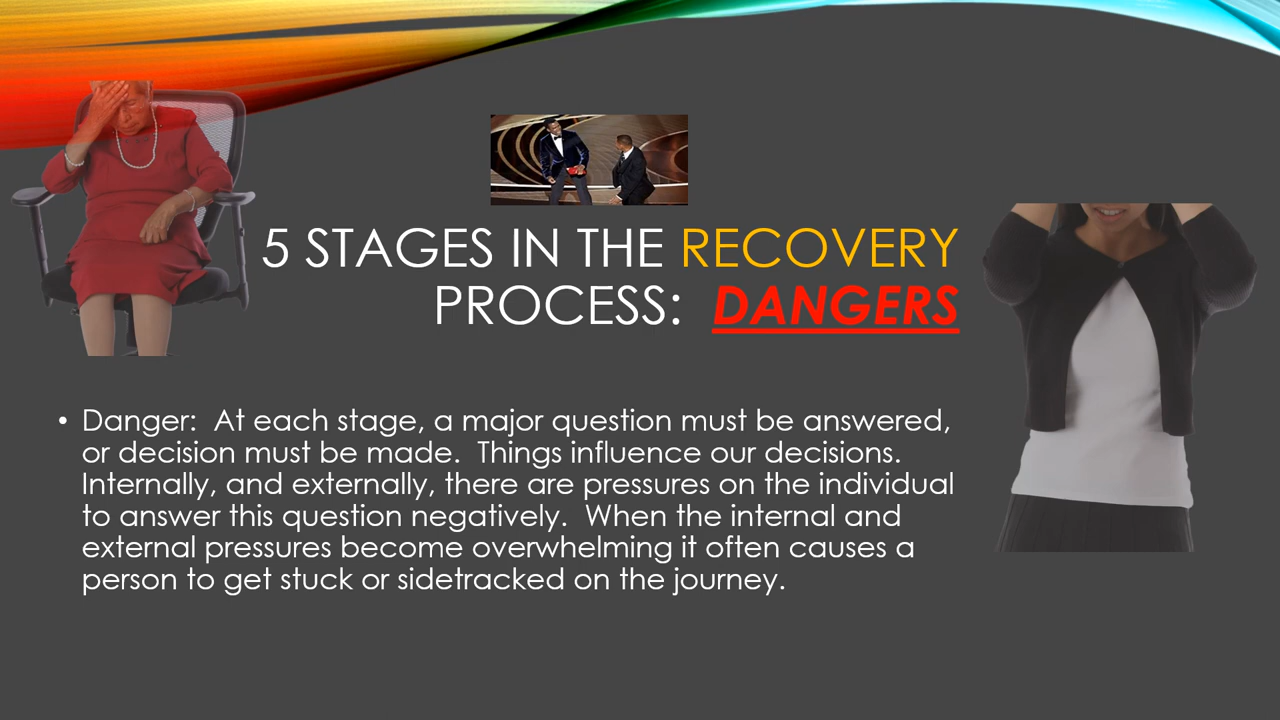 5 STAGES IN THE RECOVERY
PROCESS:  DANGERS
• Danger:  At each stage, a major question must be answered,
or decision must be made.  Things influence our decisions.
Internally, and externally, there are pressures on the individual
to answer this question negatively.  When the internal and
external pressures become overwhelming it often causes a
person to get stuck or sidetracked on the journey.